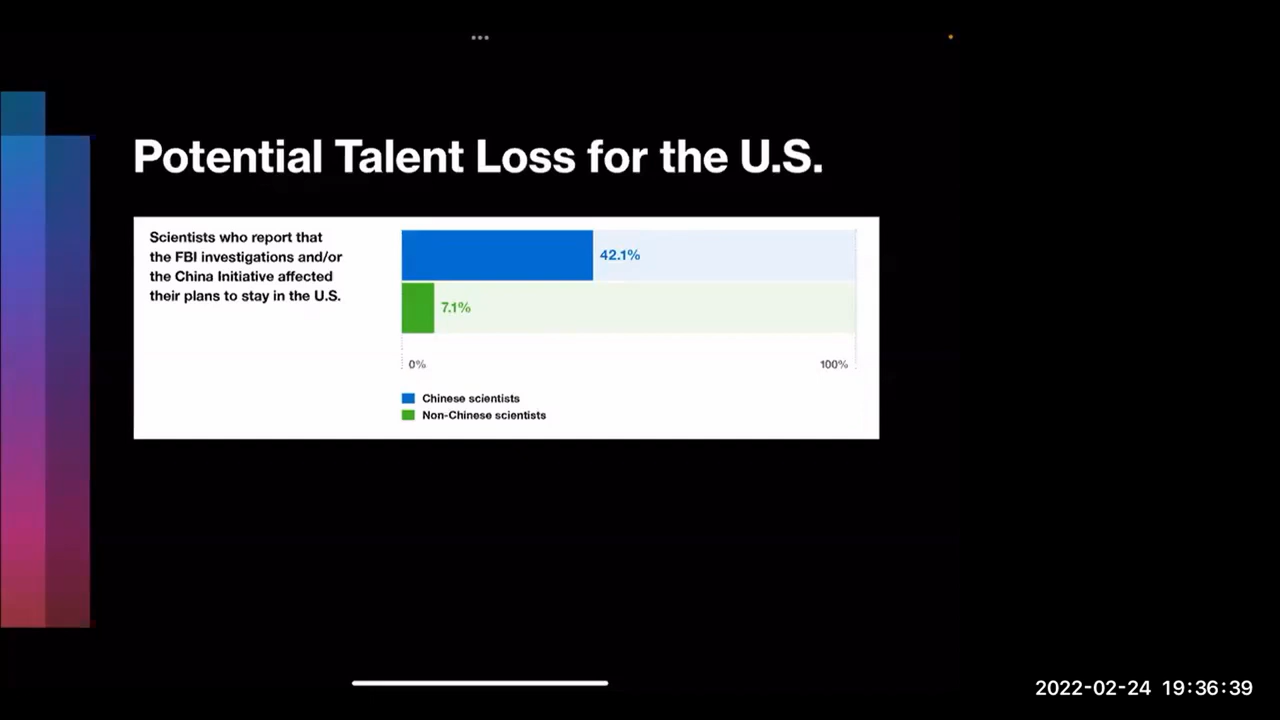 Potential Talent Loss for the U.S.
Scientists who report that
the FBI investigations and/or
the China Initiative affected
their plans to stay in the U.S.
42.1%
7.1%
0%
100%
Chinese scientists
Non-Chinese scientists
2022-02-24 19:36:39